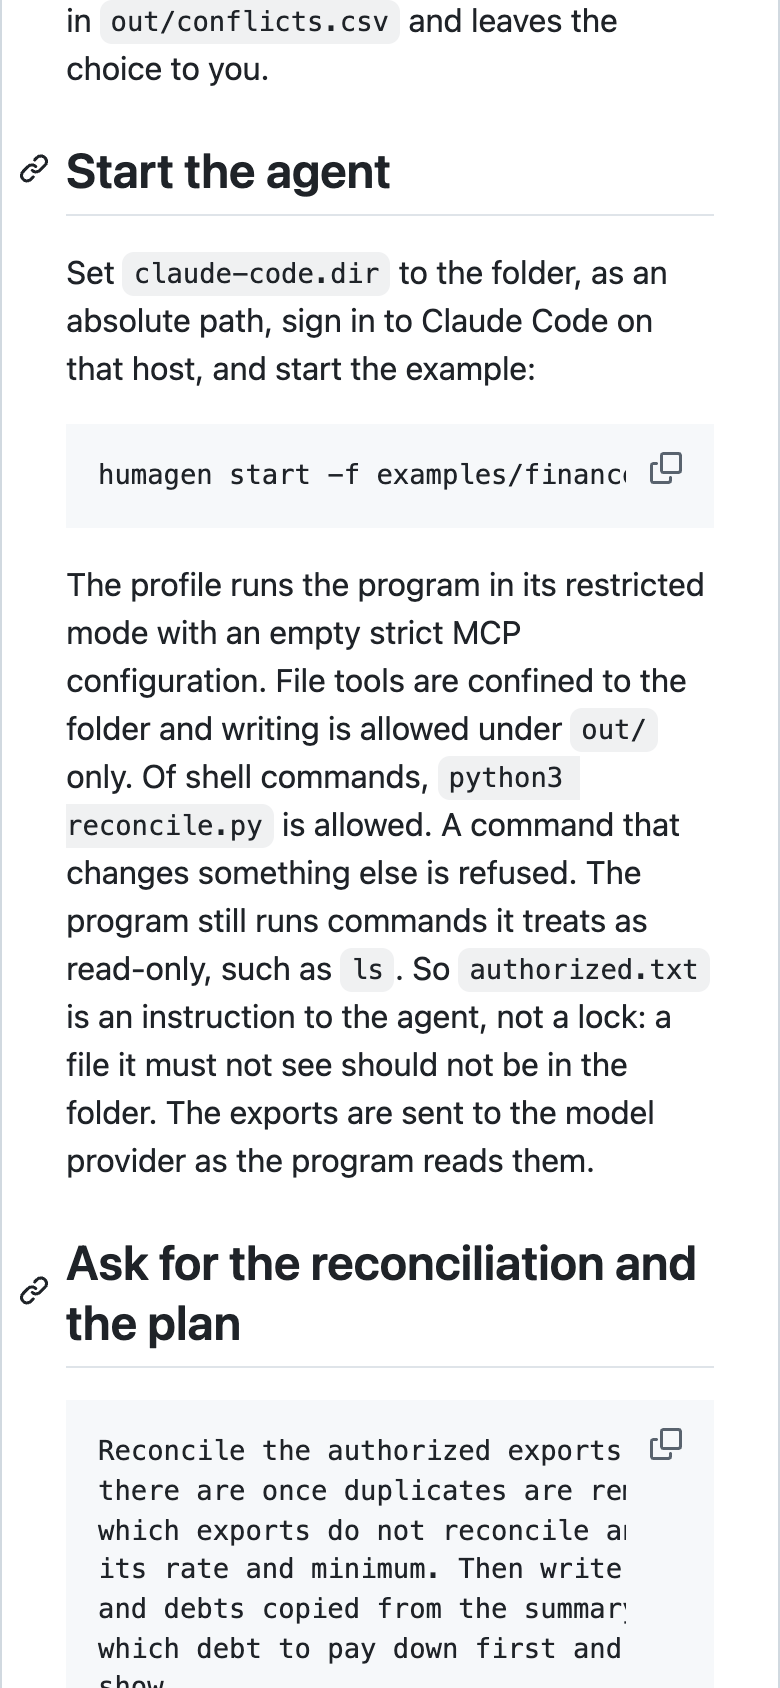 in out/conflicts.csv and leaves the
choice to you.
Start the agent
Set claude-code.dir to the folder, as an
absolute path, sign in to Claude Code on
that host, and start the example:
humagen start -f examples/financ
The profile runs the program in its restricted
mode with an empty strict MCP
configuration. File tools are confined to the
folder and writing is allowed under out/
only. Of shell commands, python3
reconcile.py is allowed. A command that
changes something else is refused. The
program still runs commands it treats as
read-only, such as ls. So authorized.txt
is an instruction to the agent, not a lock: a
file it must not see should not be in the
folder. The exports are sent to the model
provider as the program reads them.
Ask for the reconciliation and
the plan
Reconcile the authorized exports
there are once duplicates are
which exports do not reconcile
its rate and minimum. Then write
and debts copied from the summary
which debt to pay down first and
show